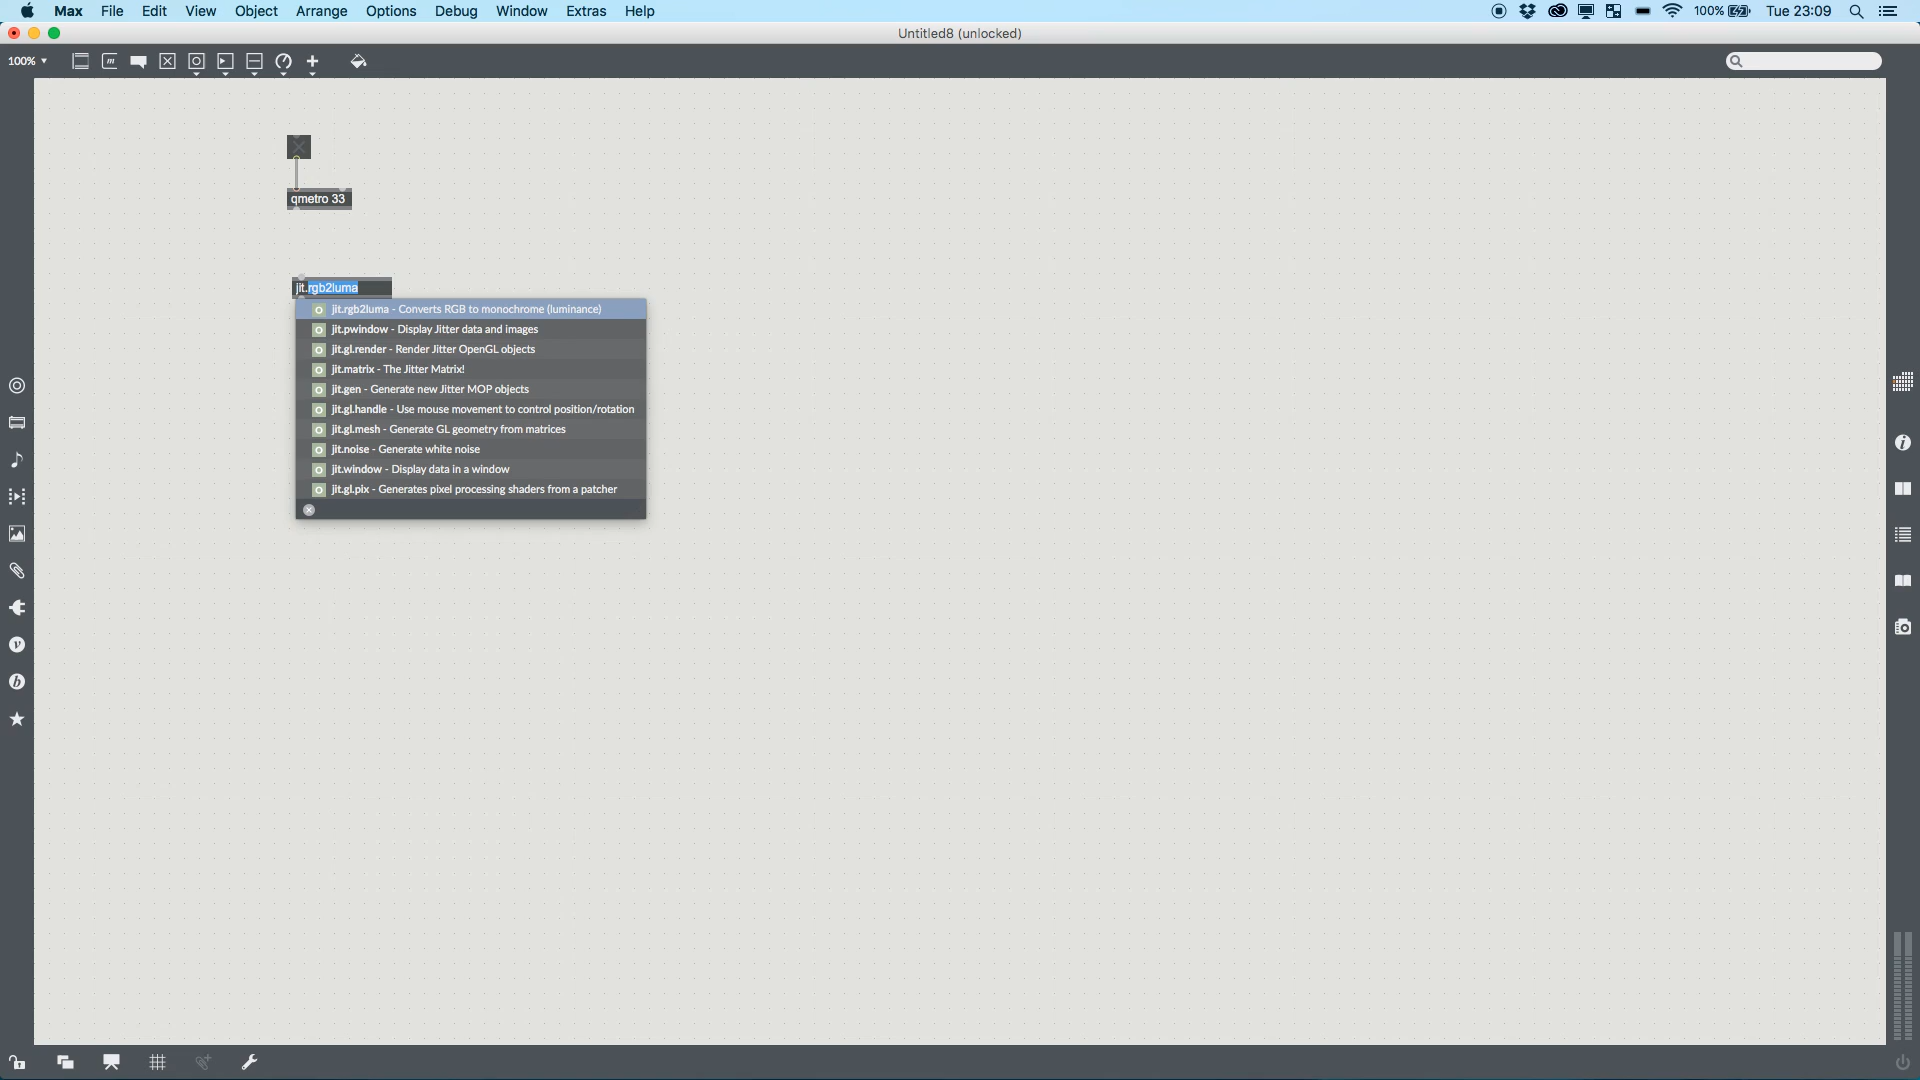 Max File Edit View Object Arrange Options Debug Window Extras Help 100% Tue 23:09
Untitled8 (unlocked)
100%
qmetro 33
jit.rgb2luma
jit.rgb2luma - Converts RGB to monochrome (luminance)
jit.pwindow - Display Jitter data and images
jit.gl.render - Render Jitter OpenGL objects
jit.matrix - The Jitter Matrix!
jit.gen - Generate new Jitter MOP objects
jit.gl.handle - Use mouse movement to control position/rotation
jit.gl.mesh - Generate GL geometry from matrices
jit.noise - Generate white noise
jit.window - Display data in a window
jit.gl.pix - Generates pixel processing shaders from a patcher